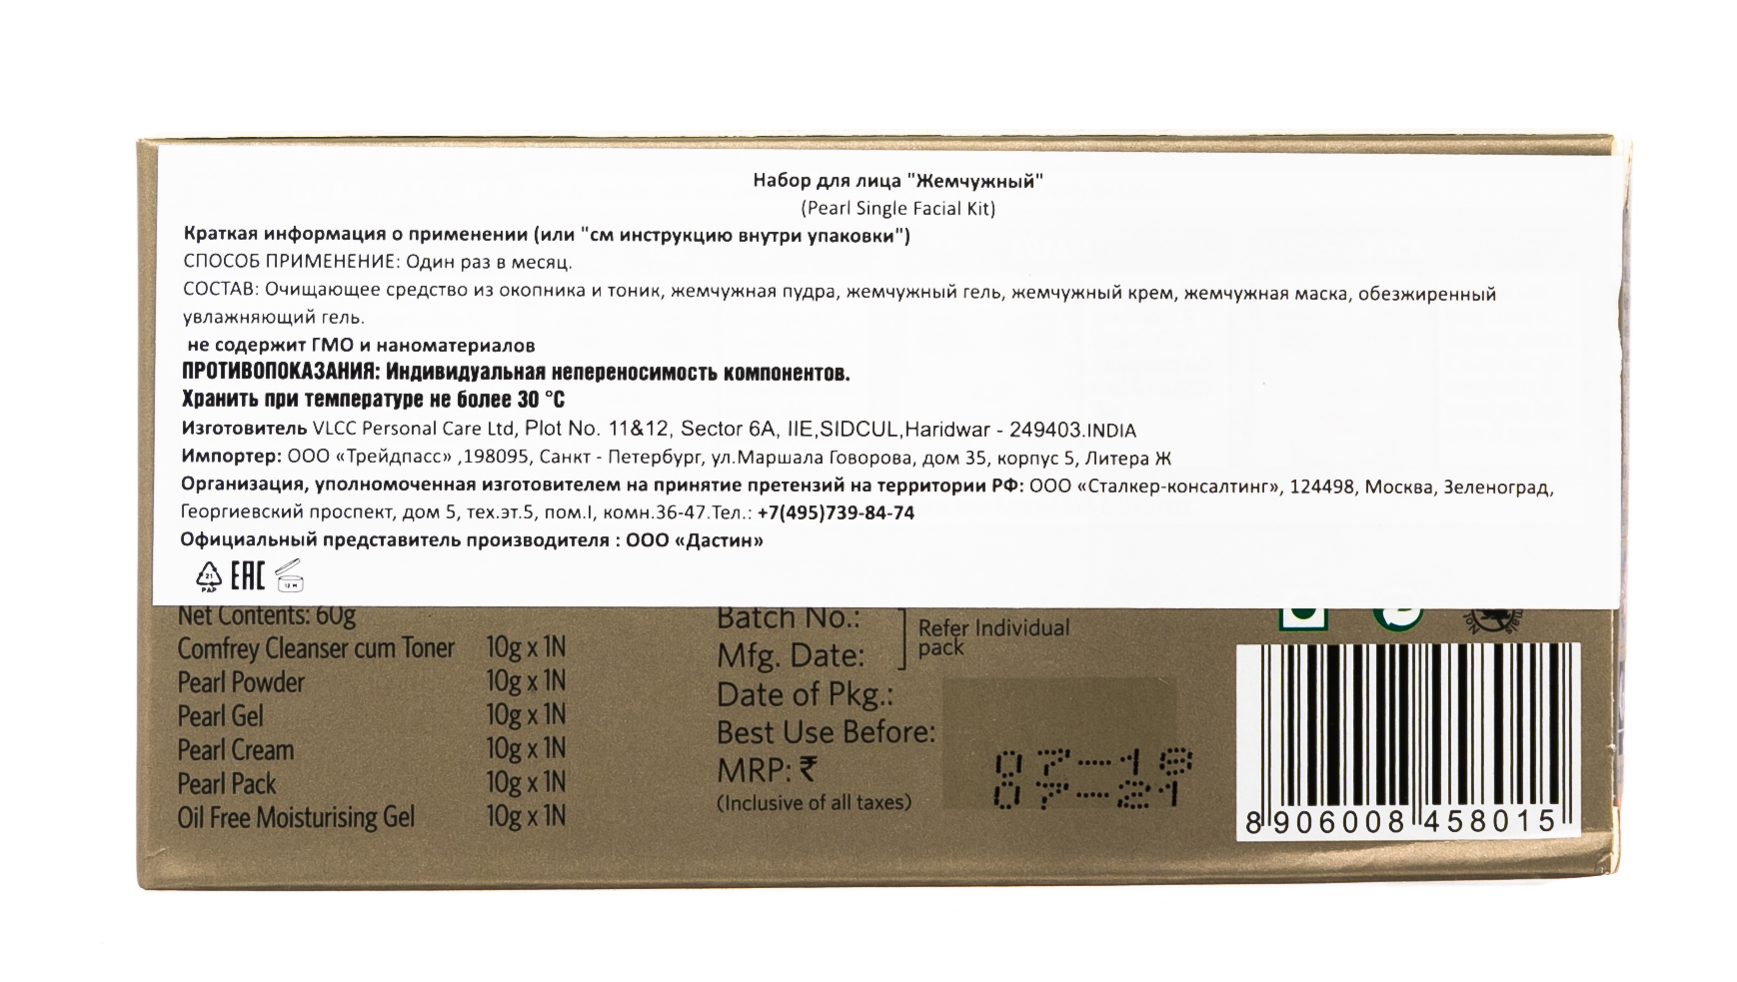 Набор для лица "Жемчужный"
(Pearl Single Facial Kit)
Краткая информация о применении (или "см инструкцию внутри упаковки")
СПОСОБ ПРИМЕНЕНИЕ: Один раз в месяц.
СОСТАВ: Очищающее средство из окопника и тоник, жемчужная пудра, жемчужный гель, жемчужный крем, жемчужная маска, обезжиренный
увлажняющий гель.
не содержит ГМО и наноматериалов
ПРОТИВОПОКАЗАНИЯ: Индивидуальная непереносимость компонентов.
Хранить при температуре не более 30 °C
Изготовитель VLCC Personal Care Ltd, Plot No. 11&12, Sector 6A, IIE,SIDCUL,Haridwar - 249403.INDIA
Импортер: ООО «Трейдпасс» ,198095, Санкт - Петербург, ул.Маршала Говорова, дом 35, корпус 5, Литера Ж
Организация, уполномоченная изготовителем на принятие претензий на территории РФ: ООО «Сталкер-консалтинг», 124498, Москва, Зеленоград,
Георгиевский проспект, дом 5, тех.эт.5, пом.I, комн.36-47.Тел.: +7(495)739-84-74
Официальный представитель производителя : ООО «Дастин»
21 PAP EAC 12 M
Net Contents: 60g
Comfrey Cleanser cum Toner 10g x 1N
Pearl Powder 10g x 1N
Pearl Gel 10g x 1N
Pearl Cream 10g x 1N
Pearl Pack 10g x 1N
Oil Free Moisturising Gel 10g x 1N
Batch No.:
Mfg. Date:
Refer Individual
pack
Date of Pkg.:
Best Use Before:
MRP: ₹
(Inclusive of all taxes)
07-19
07-21
Not
8 906008 458015